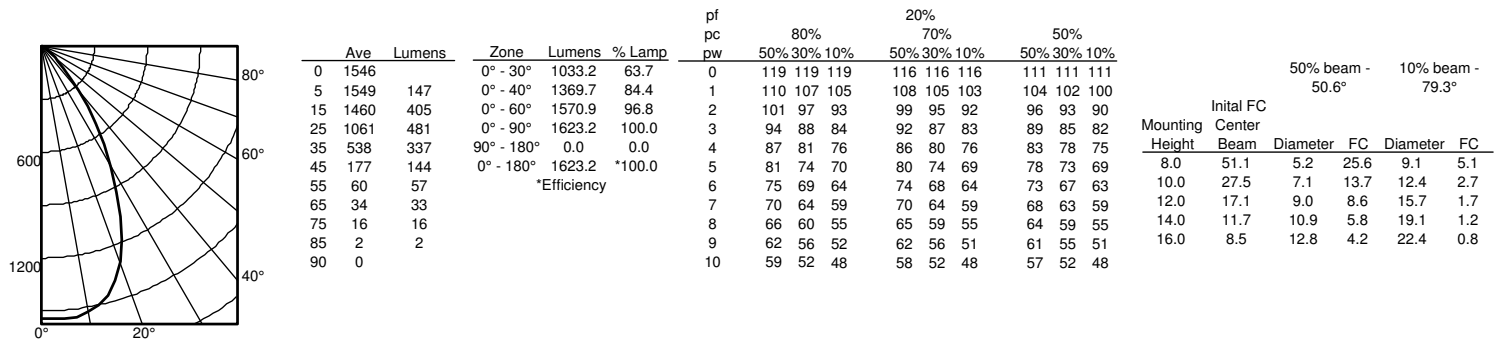 600
1200
0°
20°
40°
60°
80°
Ave Lumens
0 1546
5 1549 147
15 1460 405
25 1061 481
35 538 337
45 177 144
55 60 57
65 34 33
75 16 16
85 2 2
90 0
Zone Lumens % Lamp
0° - 30° 1033.2 63.7
0° - 40° 1369.7 84.4
0° - 60° 1570.9 96.8
0° - 90° 1623.2 100.0
90° - 180° 0.0 0.0
0° - 180° 1623.2 *100.0
*Efficiency
pf 20%
pc 80% 70% 50%
pw 50% 30% 10% 50% 30% 10% 50% 30% 10%
0 119 119 119 116 116 116 111 111 111
1 110 107 105 108 105 103 104 102 100
2 101 97 93 99 95 92 96 93 90
3 94 88 84 92 87 83 89 85 82
4 87 81 76 86 80 76 83 78 75
5 81 74 70 80 74 69 78 73 69
6 75 69 64 74 68 64 73 67 63
7 70 64 59 70 64 59 68 63 59
8 66 60 55 65 59 55 64 59 55
9 62 56 52 62 56 51 61 55 51
10 59 52 48 58 52 48 57 52 48
50% beam - 10% beam -
50.6° 79.3°
Inital FC
Mounting Center
Height Beam Diameter FC Diameter FC
8.0 51.1 5.2 25.6 9.1 5.1
10.0 27.5 7.1 13.7 12.4 2.7
12.0 17.1 9.0 8.6 15.7 1.7
14.0 11.7 10.9 5.8 19.1 1.2
16.0 8.5 12.8 4.2 22.4 0.8